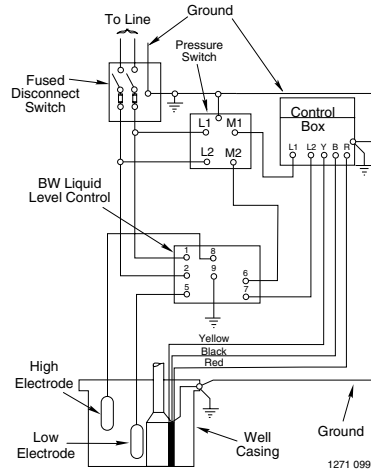 To Line
Ground
Pressure
Switch
Fused
Disconnect
Switch
L1 M1
L2 M2
Control
Box
L1 L2 Y B R
BW Liquid
Level Control
1 8
2 9
5 6
7
Yellow
Black
Red
High
Electrode
Low
Electrode
Well
Casing
Ground
1271 099